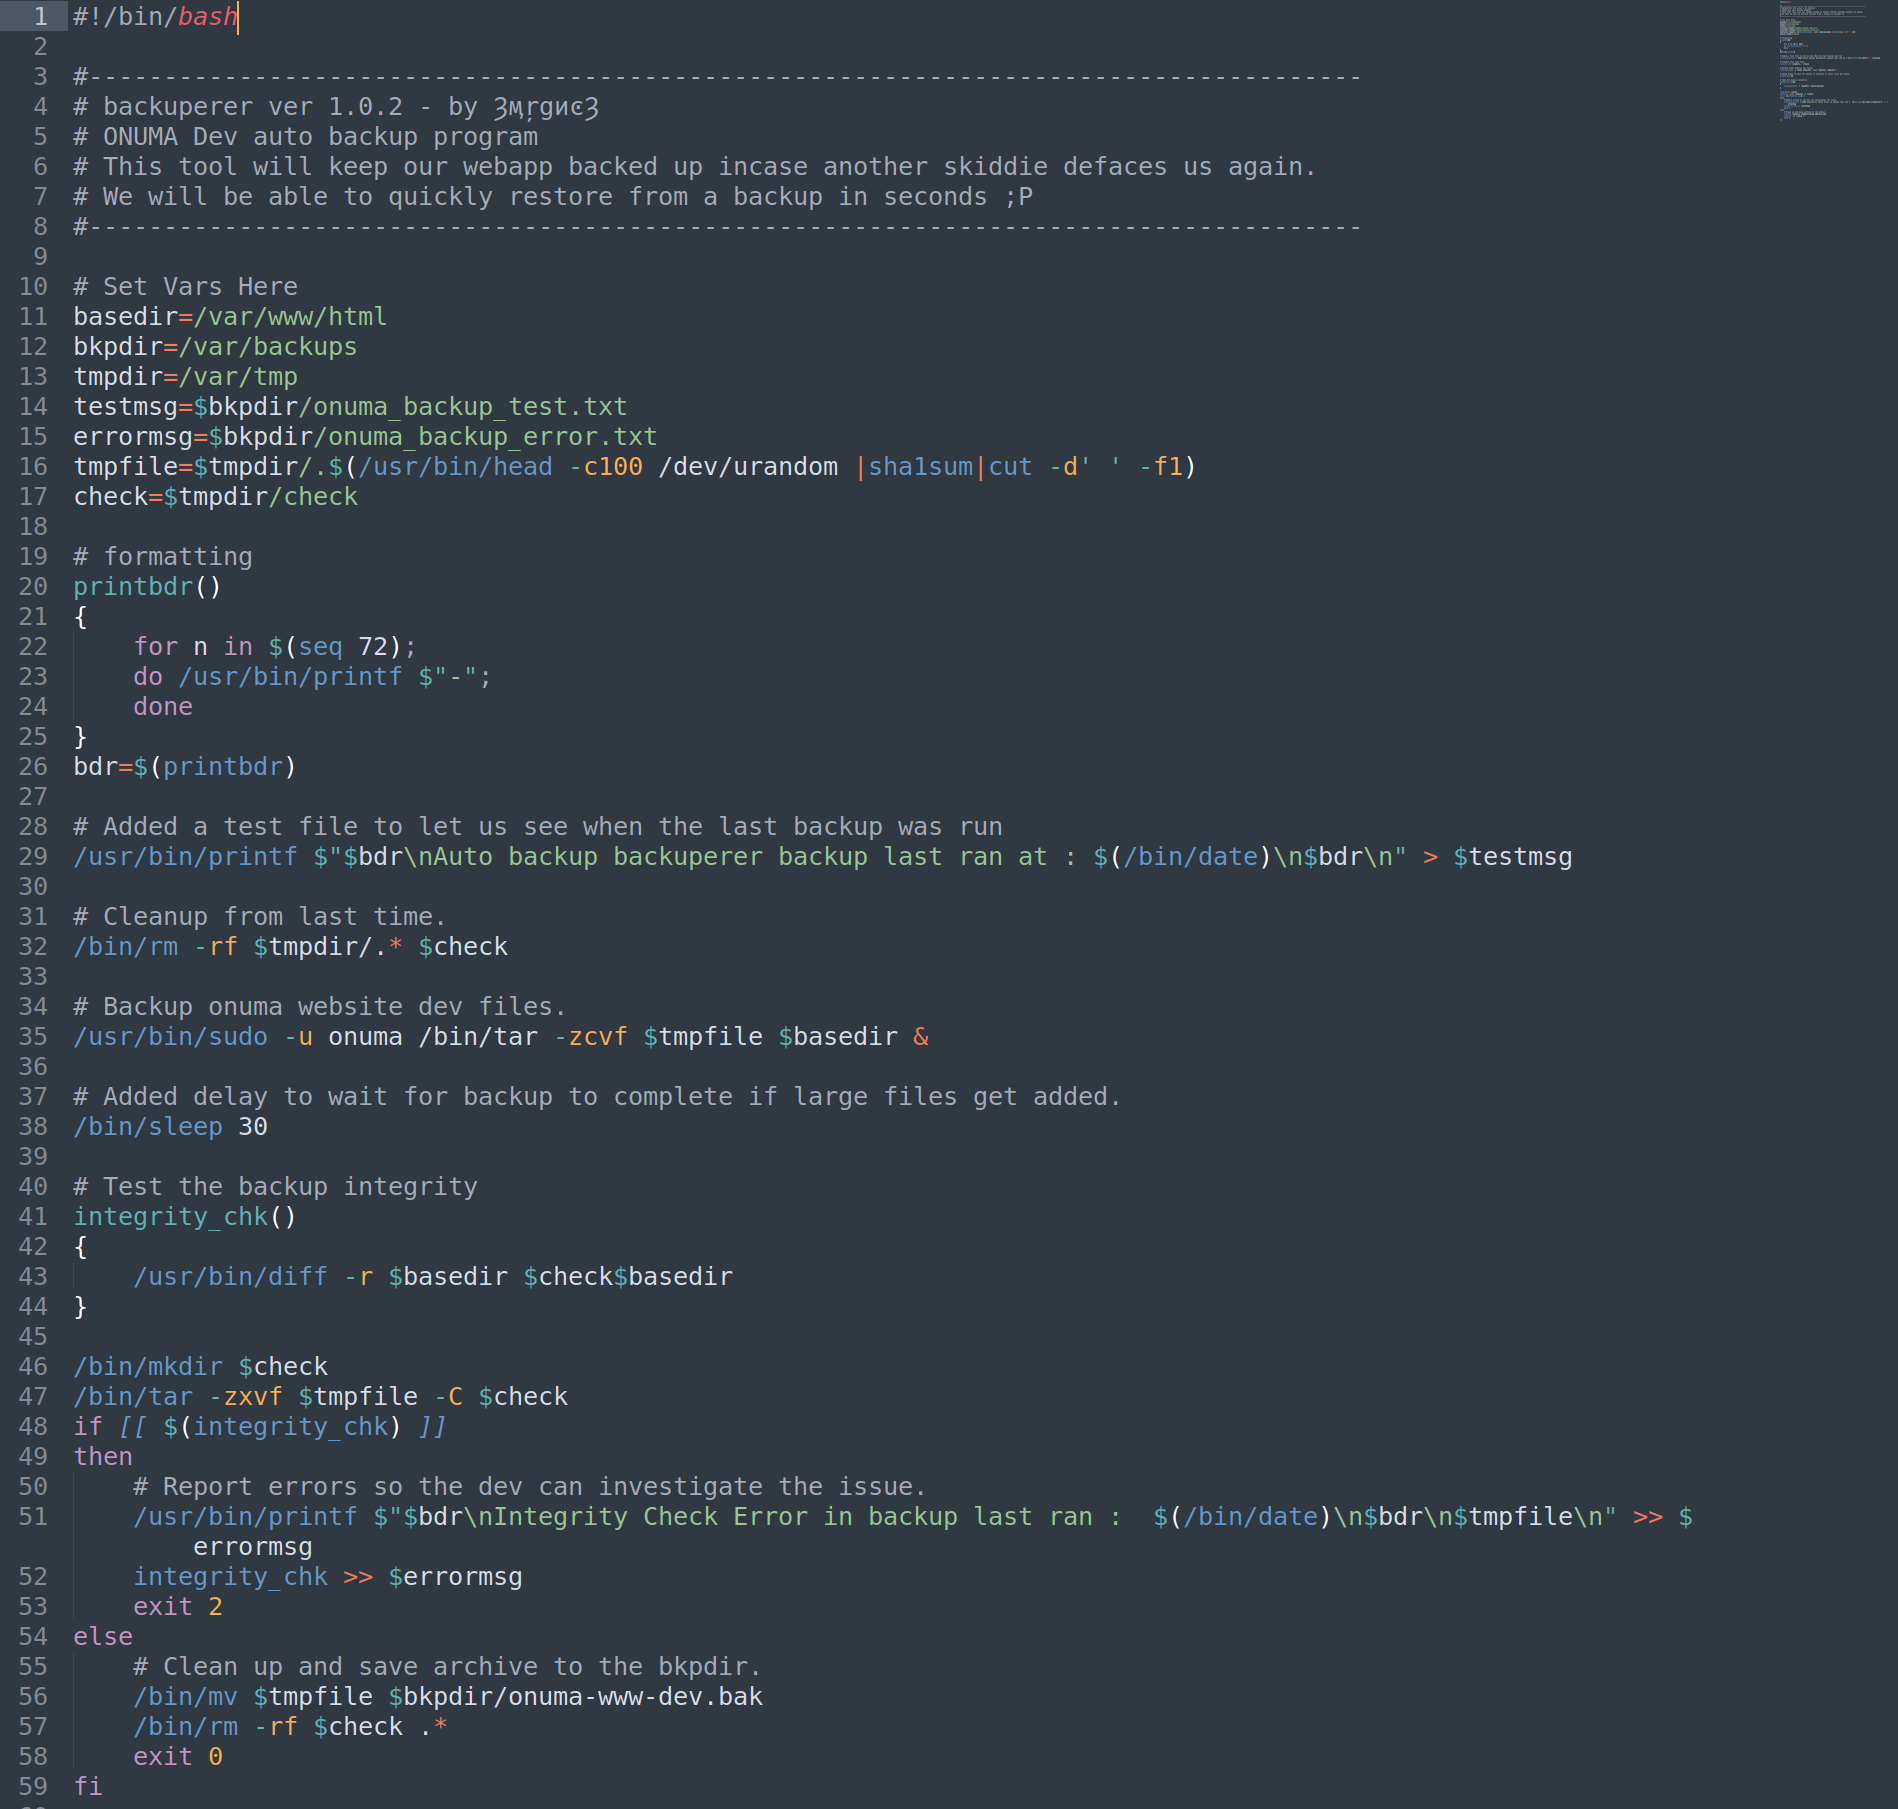 1 #!/bin/bash
2
3 #-------------------------------------------------------------------------------------
4 # backuperer ver 1.0.2 - by
5 # ONUMA Dev auto backup program
6 # This tool will keep our webapp backed up incase another skiddie defaces us again.
7 # We will be able to quickly restore from a backup in seconds ;P
8 #-------------------------------------------------------------------------------------
9
10 # Set Vars Here
11 basedir=/var/www/html
12 bkpdir=/var/backups
13 tmpdir=/var/tmp
14 testmsg=$bkpdir/onuma_backup_test.txt
15 errormsg=$bkpdir/onuma_backup_error.txt
16 tmpfile=$tmpdir/.$(/usr/bin/head -c100 /dev/urandom |sha1sum|cut -d' ' -f1)
17 check=$tmpdir/check
18
19 # formatting
20 printbdr()
21 {
22     for n in $(seq 72);
23     do /usr/bin/printf $"-";
24     done
25 }
26 bdr=$(printbdr)
27
28 # Added a test file to let us see when the last backup was run
29 /usr/bin/printf $"$bdr\nAuto backup backuperer backup last ran at : $(/bin/date)\n$bdr\n" > $testmsg
30
31 # Cleanup from last time.
32 /bin/rm -rf $tmpdir/.* $check
33
34 # Backup onuma website dev files.
35 /usr/bin/sudo -u onuma /bin/tar -zcvf $tmpfile $basedir &
36
37 # Added delay to wait for backup to complete if large files get added.
38 /bin/sleep 30
39
40 # Test the backup integrity
41 integrity_chk()
42 {
43     /usr/bin/diff -r $basedir $check$basedir
44 }
45
46 /bin/mkdir $check
47 /bin/tar -zxvf $tmpfile -C $check
48 if [[ $(integrity_chk) ]]
49 then
50     # Report errors so the dev can investigate the issue.
51     /usr/bin/printf $"$bdr\nIntegrity Check Error in backup last ran :  $(/bin/date)\n$bdr\n$tmpfile\n" >> $
errormsg
52     integrity_chk >> $errormsg
53     exit 2
54 else
55     # Clean up and save archive to the bkpdir.
56     /bin/mv $tmpfile $bkpdir/onuma-www-dev.bak
57     /bin/rm -rf $check .*
58     exit 0
59 fi